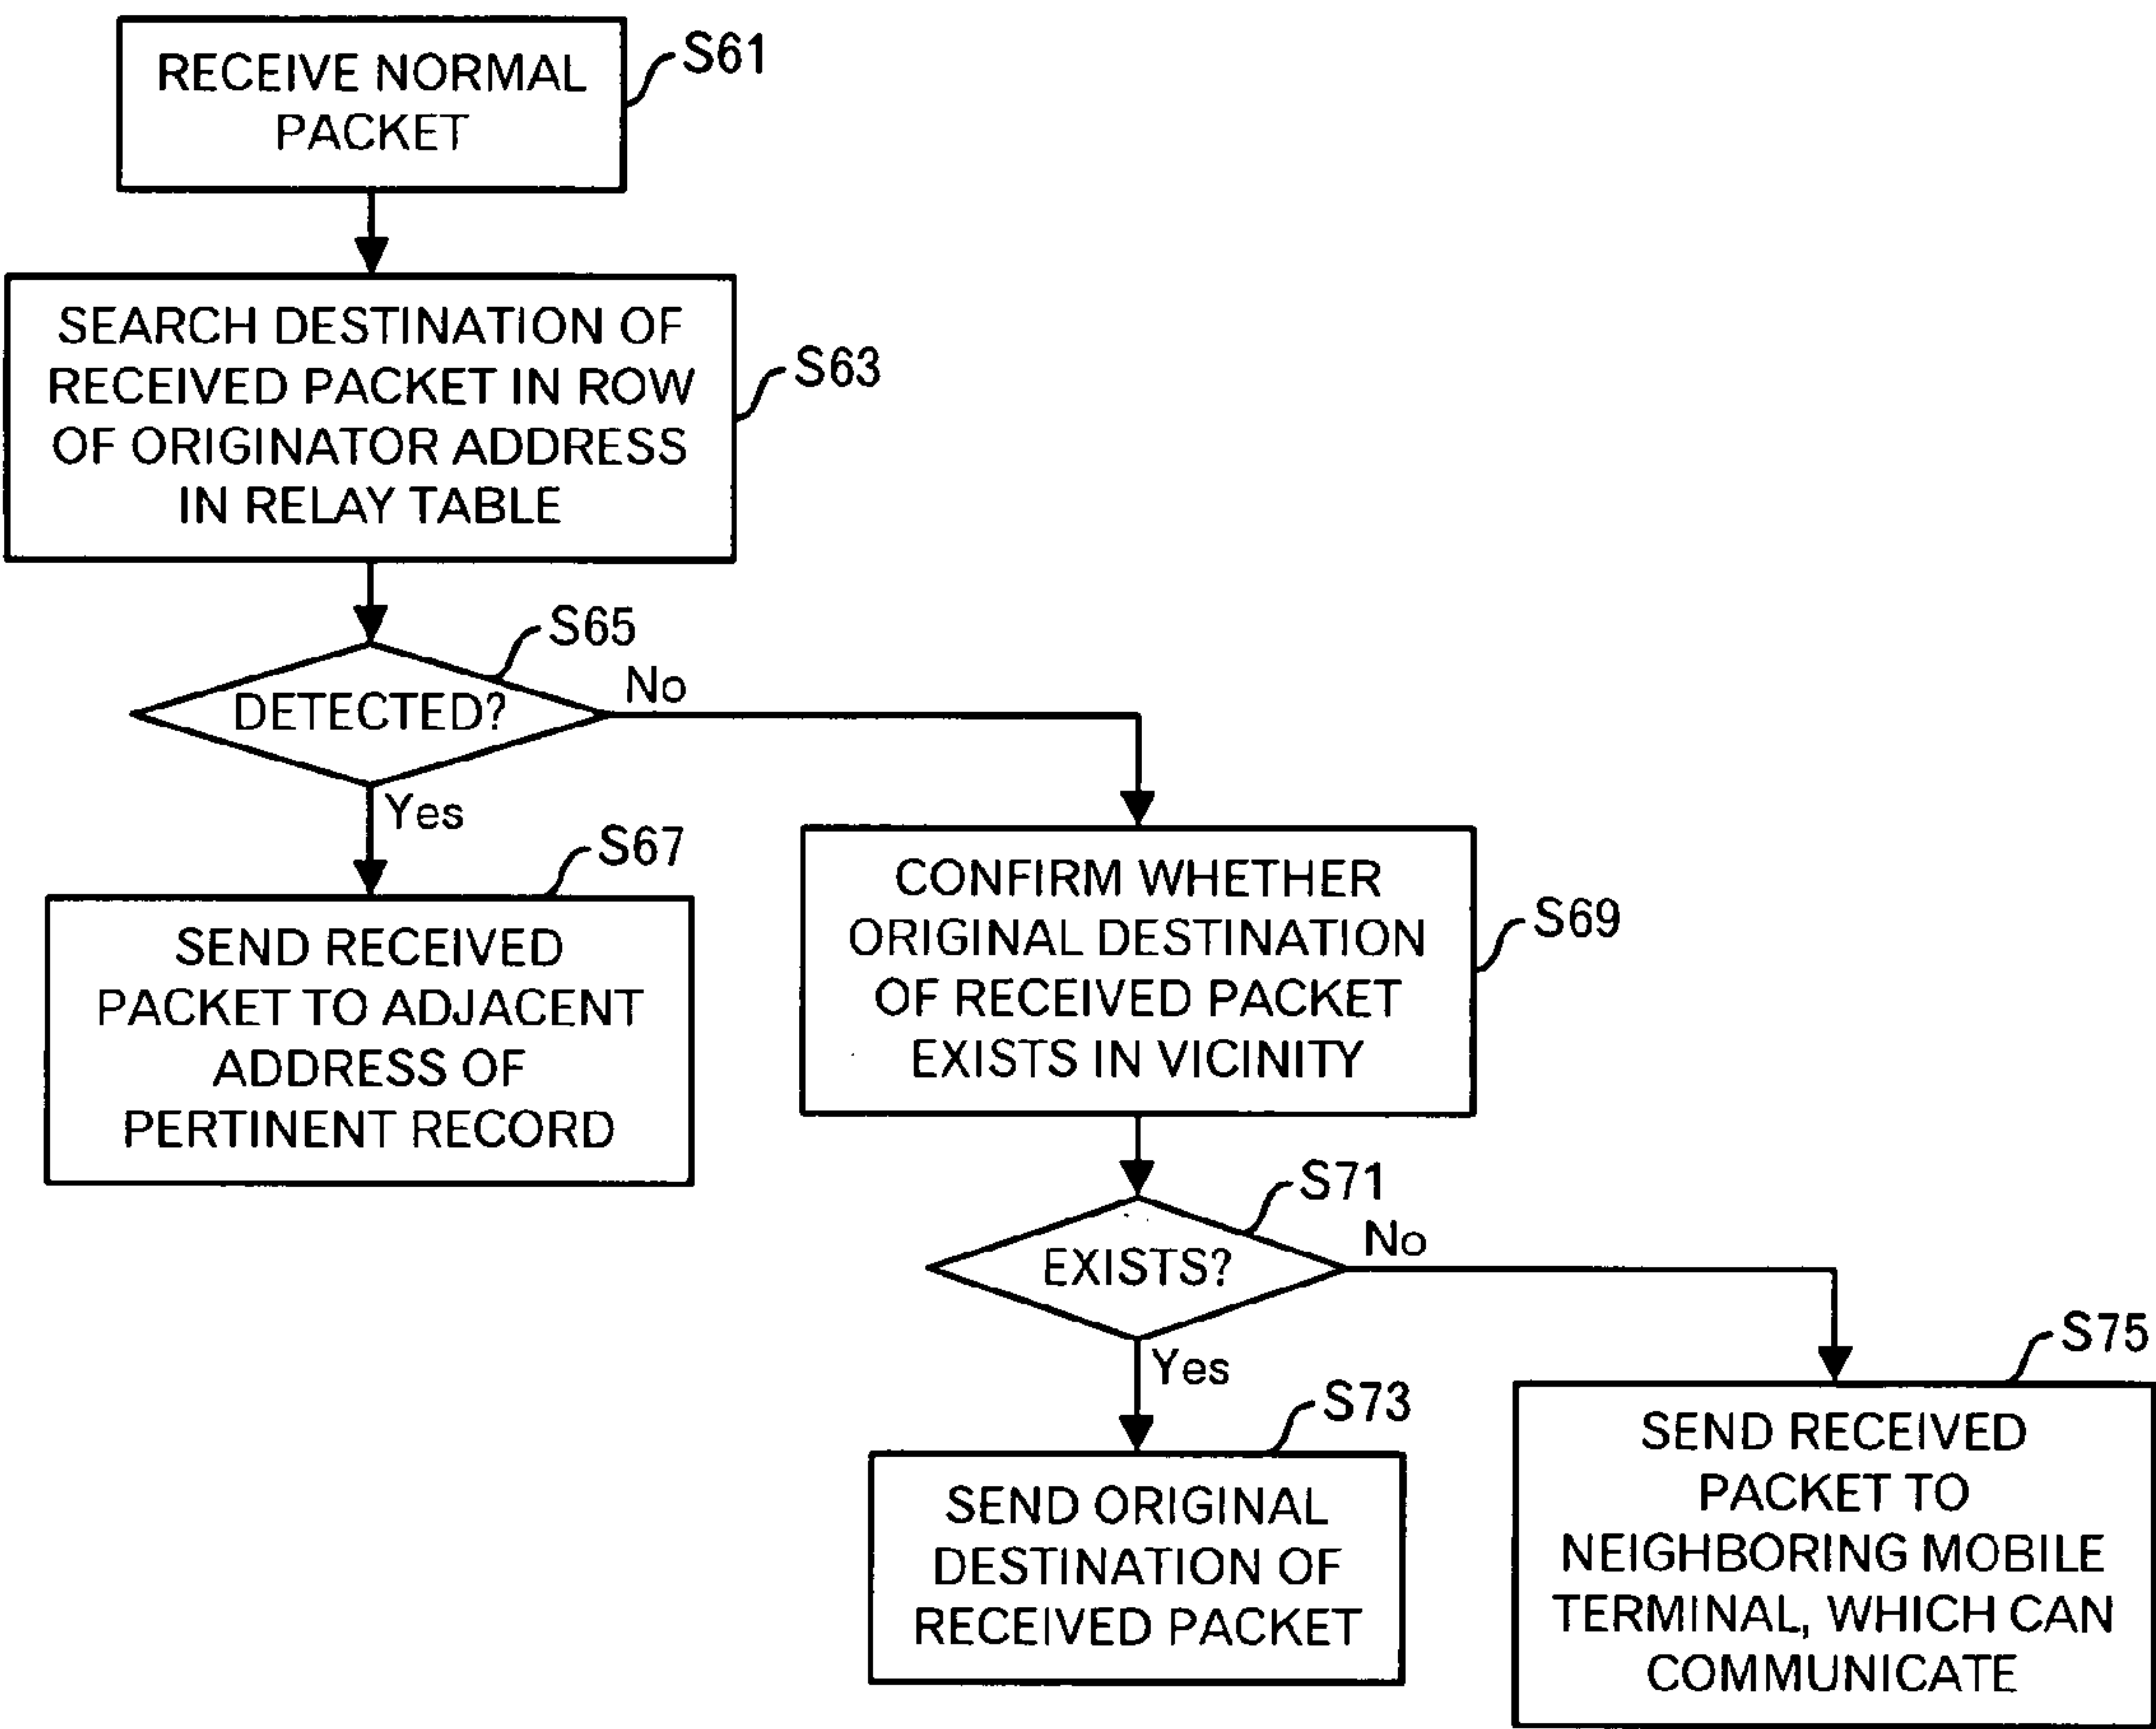 RECEIVE NORMAL
PACKET
S61
SEARCH DESTINATION OF
RECEIVED PACKET IN ROW
OF ORIGINATOR ADDRESS
IN RELAY TABLE
S63
DETECTED?
S65
No
Yes
SEND RECEIVED
PACKET TO ADJACENT
ADDRESS OF
PERTINENT RECORD
S67
CONFIRM WHETHER
ORIGINAL DESTINATION
OF RECEIVED PACKET
EXISTS IN VICINITY
S69
EXISTS?
S71
No
Yes
SEND ORIGINAL
DESTINATION OF
RECEIVED PACKET
S73
SEND RECEIVED
PACKET TO
NEIGHBORING MOBILE
TERMINAL, WHICH CAN
COMMUNICATE
S75